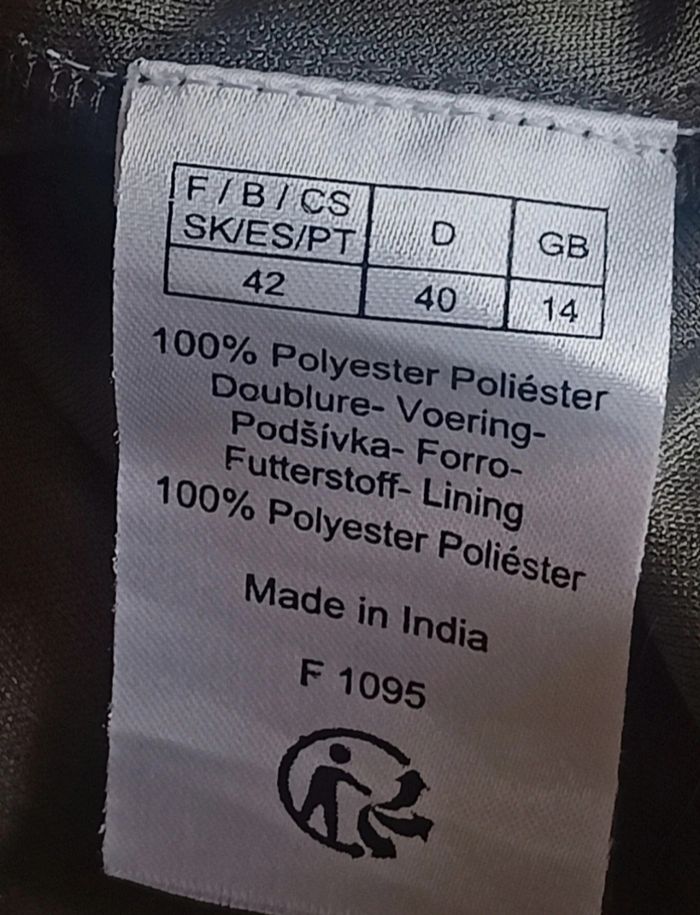 F / B / CS D GB
SK/ES/PT
42 40 14
100% Polyester Poliéster
Doublure- Voering-
Podšívka- Forro-
Futterstoff- Lining
100% Polyester Poliéster
Made in India
F 1095